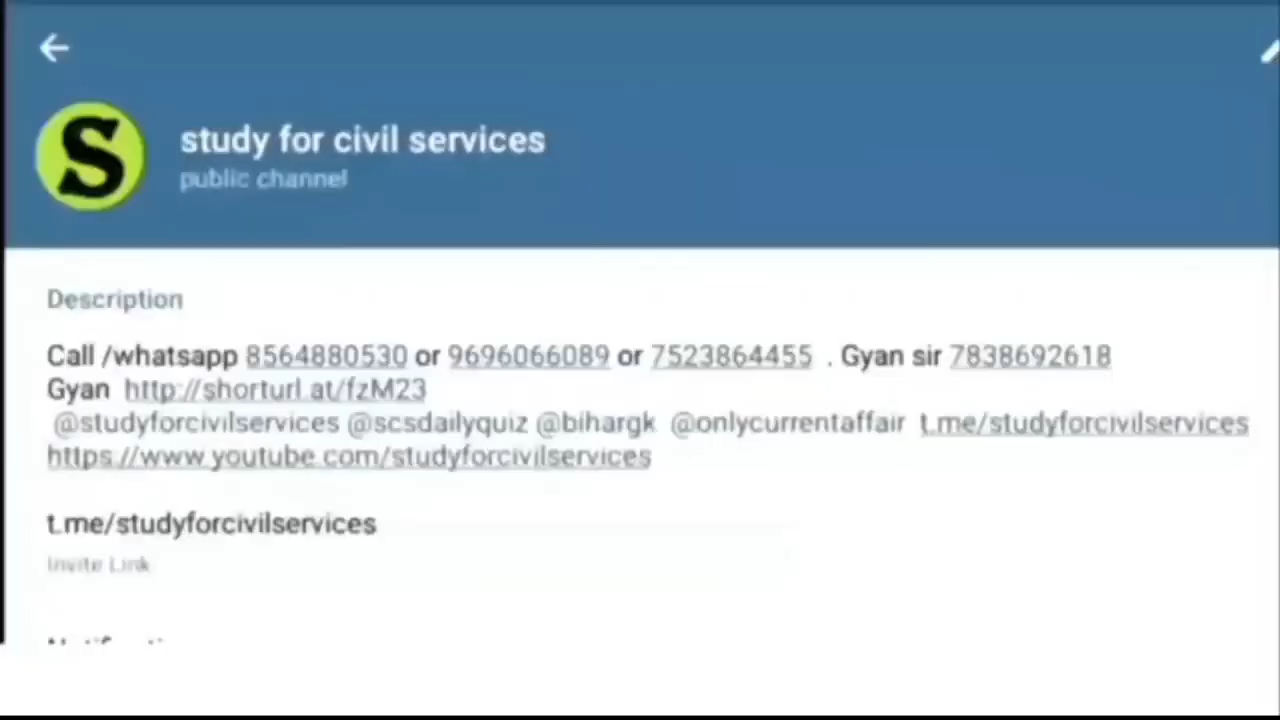 S
study for civil services
public channel
Description
Call /whatsapp 8564880530 or 9696066089 or 7523864455 . Gyan sir 7838692618
Gyan http://shorturl.at/fzM23
@studyforcivilservices @scsdailyquiz @bihargk @onlycurrentaffair t.me/studyforcivilservices
https://www.youtube.com/studyforcivilservices
t.me/studyforcivilservices
Invite Link